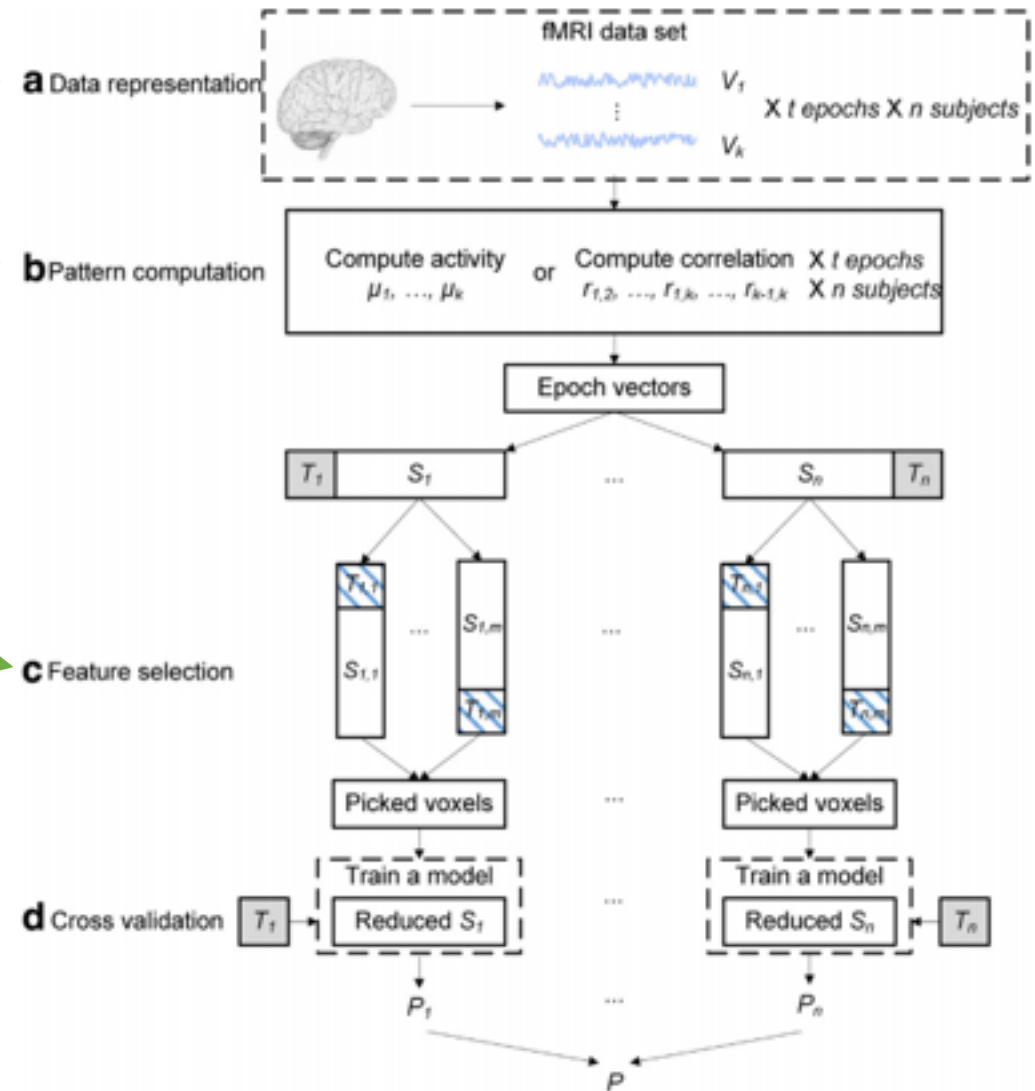 fMRI data set
a Data representation
V1
⋮
Vk
X t epochs X n subjects
b Pattern computation
Compute activity or Compute correlation X t epochs
μ1, ..., μk r1,2, ..., r1,k, ..., rk-1,k X n subjects
Epoch vectors
T1 S1 ... Sn Tn
T1,1 Tn,1
S1,m Sn,m
... ... ...
S1,1 Sn,1
c Feature selection
T1,m Tn,m
Picked voxels ... Picked voxels
Train a model Train a model
...
d Cross validation T1 Reduced S1 Reduced Sn Tn
P1 ... Pn
P